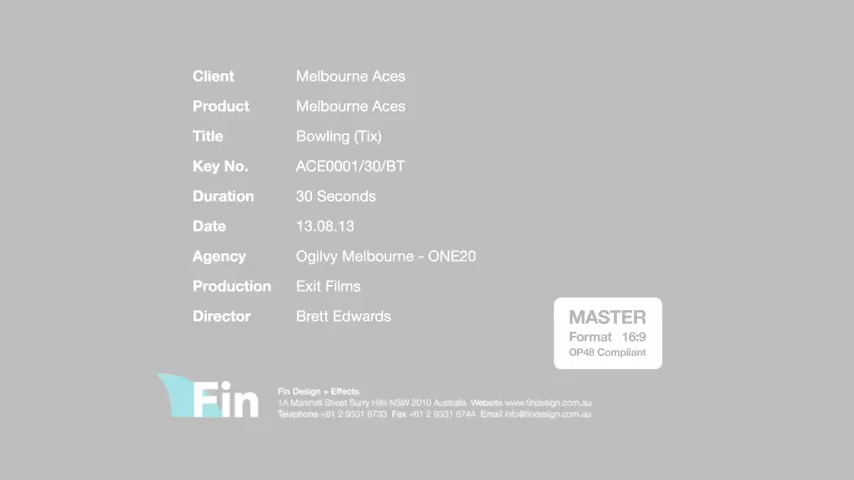 Client Melbourne Aces
Product Melbourne Aces
Title Bowling (Tix)
Key No. ACE0001/30/BT
Duration 30 Seconds
Date 13.08.13
Agency Ogilvy Melbourne - ONE20
Production Exit Films
Director Brett Edwards
MASTER
Format 16:9
OP48 Compliant
Fin
Fin Design + Effects
1A Marshall Street Surry Hills NSW 2010 Australia Website www.findesign.com.au
Telephone +61 2 9331 6733 Fax +61 2 9331 6744 Email info@findesign.com.au